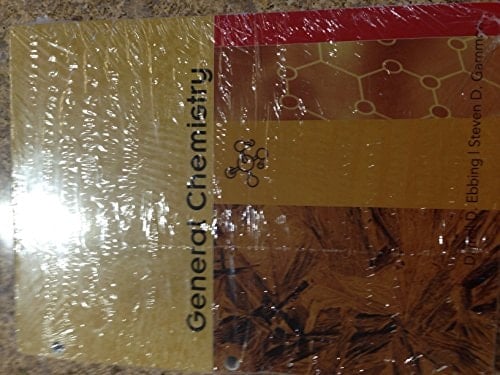 General Chemistry
D. Ebbing | Steven D.